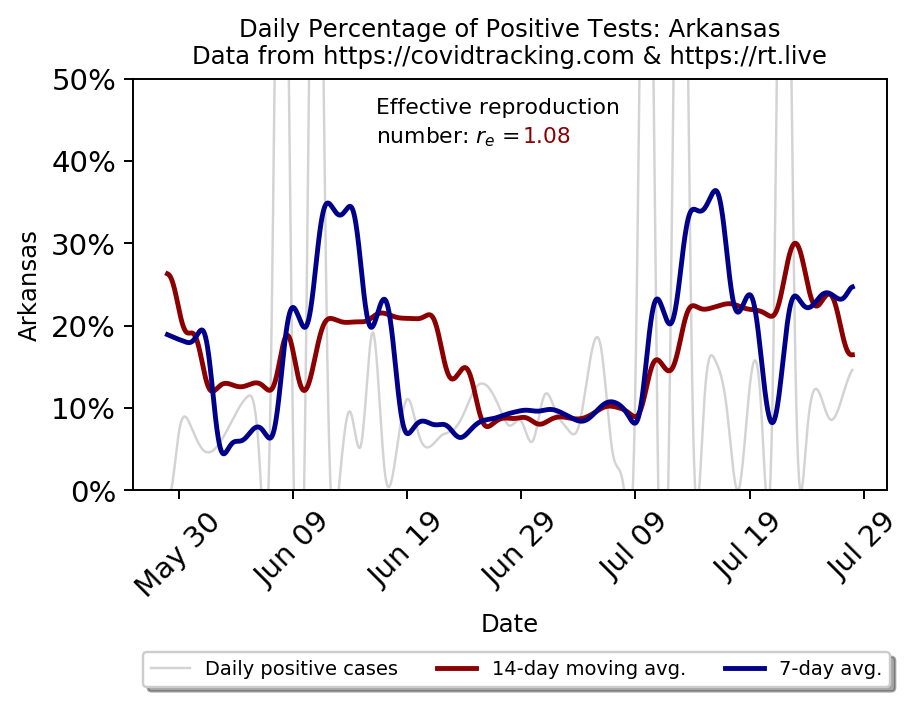 Daily Percentage of Positive Tests: Arkansas
Data from https://covidtracking.com & https://rt.live
50%
40%
30%
20%
10%
0%
Arkansas
Effective reproduction
number: rₑ =1.08
May 30
Jun 09
Jun 19
Jun 29
Jul 09
Jul 19
Jul 29
Date
Daily positive cases
14-day moving avg.
7-day avg.